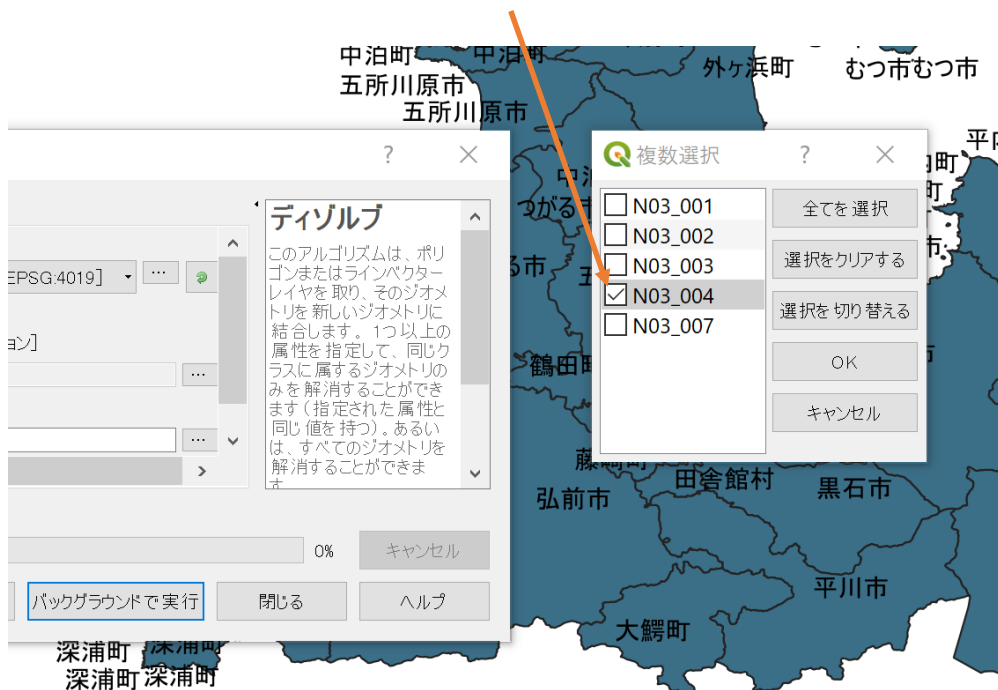 中泊町
中泊町
外ヶ浜町
むつ市むつ市
五所川原市
五所川原市
? ×
ディゾルブ
このアルゴリズムは、ポリ
ゴンまたはラインベクター
レイヤを取り、そのジオメ
トリを新しいジオメトリに
結合します。1つ以上の
属性を指定して、同じク
ラスに属するジオメトリの
みを解消することができ
ます(指定された属性と
同じ値を持つ)。あるい
は、すべてのジオメトリを
解消することができま
す
EPSG:4019]
...
ョン]
...
...
0%
キャンセル
バックグラウンドで実行
閉じる
ヘルプ
複数選択
? ×
N03_001
N03_002
N03_003
N03_004
N03_007
全てを選択
選択をクリアする
選択を切り替える
OK
キャンセル
つがる
鶴田町
藤崎町
田舎館村
黒石市
弘前市
平川市
大鰐町
深浦町
深浦町
深浦町
深浦町